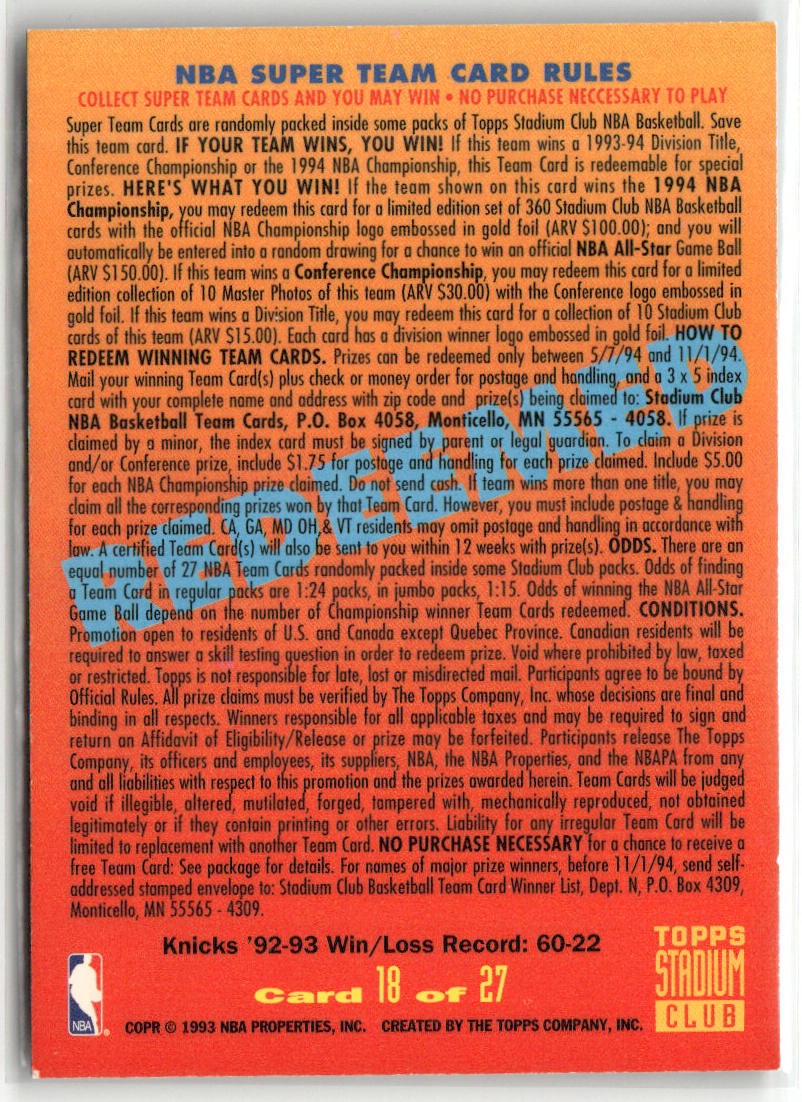 NBA SUPER TEAM CARD RULES
COLLECT SUPER TEAM CARDS AND YOU MAY WIN • NO PURCHASE NECCESSARY TO PLAY
Super Team Cards are randomly packed inside some packs of Topps Stadium Club NBA Basketball. Save
this team card. IF YOUR TEAM WINS, YOU WIN! If this team wins a 1993-94 Division Title,
Conference Championship or the 1994 NBA Championship, this Team Card is redeemable for special
prizes. HERE'S WHAT YOU WIN! If the team shown on this card wins the 1994 NBA
Championship, you may redeem this card for a limited edition set of 360 Stadium Club NBA Basketball
cards with the official NBA Championship logo embossed in gold foil (ARV $100.00); and you will
automatically be entered into a random drawing for a chance to win an official NBA All-Star Game Ball
(ARV $150.00). If this team wins a Conference Championship, you may redeem this card for a limited
edition collection of 10 Master Photos of this team (ARV $30.00) with the Conference logo embossed in
gold foil. If this team wins a Division Title, you may redeem this card for a collection of 10 Stadium Club
cards of this team (ARV $15.00). Each card has a division winner logo embossed in gold foil. HOW TO
REDEEM WINNING TEAM CARDS. Prizes can be redeemed only between 5/7/94 and 11/1/94.
Mail your winning Team Card(s) plus check or money order for postage and handling, and a 3 x 5 index
card with your complete name and address with zip code and prize(s) being claimed to: Stadium Club
NBA Basketball Team Cards, P.O. Box 4058, Monticello, MN 55565 - 4058. If prize is
claimed by a minor, the index card must be signed by parent or legal guardian. To claim a Division
and/or Conference prize, include $1.75 for postage and handling for each prize claimed. Include $5.00
for each NBA Championship prize claimed. Do not send cash. If team wins more than one title, you may
claim all the corresponding prizes won by that Team Card. However, you must include postage & handling
for each prize claimed. CA, GA, MD OH,& VT residents may omit postage and handling in accordance with
law. A certified Team Card(s) will also be sent to you within 12 weeks with prize(s). ODDS. There are an
equal number of 27 NBA Team Cards randomly packed inside some Stadium Club packs. Odds of finding
a Team Card in regular packs are 1:24 packs, in jumbo packs, 1:15. Odds of winning the NBA All-Star
Game Ball depend on the number of Championship winner Team Cards redeemed. CONDITIONS.
Promotion open to residents of U.S. and Canada except Quebec Province. Canadian residents will be
required to answer a skill testing question in order to redeem prize. Void where prohibited by law, taxed
or restricted. Topps is not responsible for late, lost or misdirected mail. Participants agree to be bound by
Official Rules. All prize claims must be verified by The Topps Company, Inc. whose decisions are final and
binding in all respects. Winners responsible for all applicable taxes and may be required to sign and
return an Affidavit of Eligibility/Release or prize may be forfeited. Participants release The Topps
Company, its officers and employees, its suppliers, NBA, the NBA Properties, and the NBAPA from any
and all liabilities with respect to this promotion and the prizes awarded herein. Team Cards will be judged
void if illegible, altered, mutilated, forged, tampered with, mechanically reproduced, not obtained
legitimately or if they contain printing or other errors. Liability for any irregular Team Card will be
limited to replacement with another Team Card. NO PURCHASE NECESSARY for a chance to receive a
free Team Card: See package for details. For names of major prize winners, before 11/1/94, send self-
addressed stamped envelope to: Stadium Club Basketball Team Card Winner List, Dept. N, P.O. Box 4309,
Monticello, MN 55565 - 4309.
REDEEMED
Knicks '92-93 Win/Loss Record: 60-22
Card 18 of 27
NBA
COPR © 1993 NBA PROPERTIES, INC. CREATED BY THE TOPPS COMPANY, INC.
TOPPS
STADIUM
CLUB